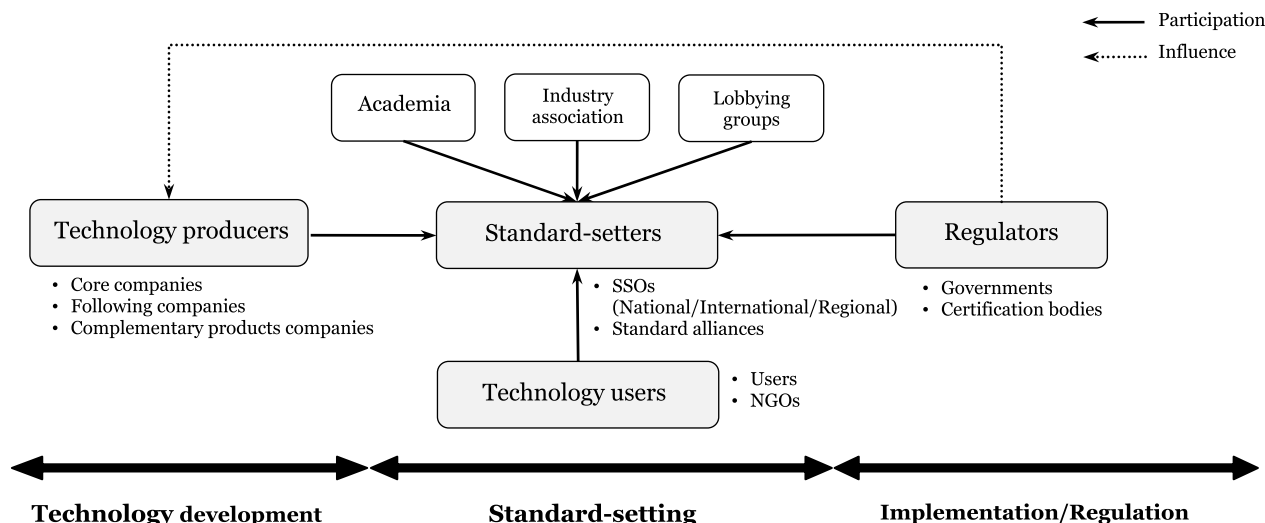 Participation
Influence
Academia
Industry
association
Lobbying
groups
Technology producers
Standard-setters
Regulators
• Core companies
• Following companies
• Complementary products companies
• SSOs
(National/International/Regional)
• Standard alliances
• Governments
• Certification bodies
Technology users
• Users
• NGOs
Technology development
Standard-setting
Implementation/Regulation